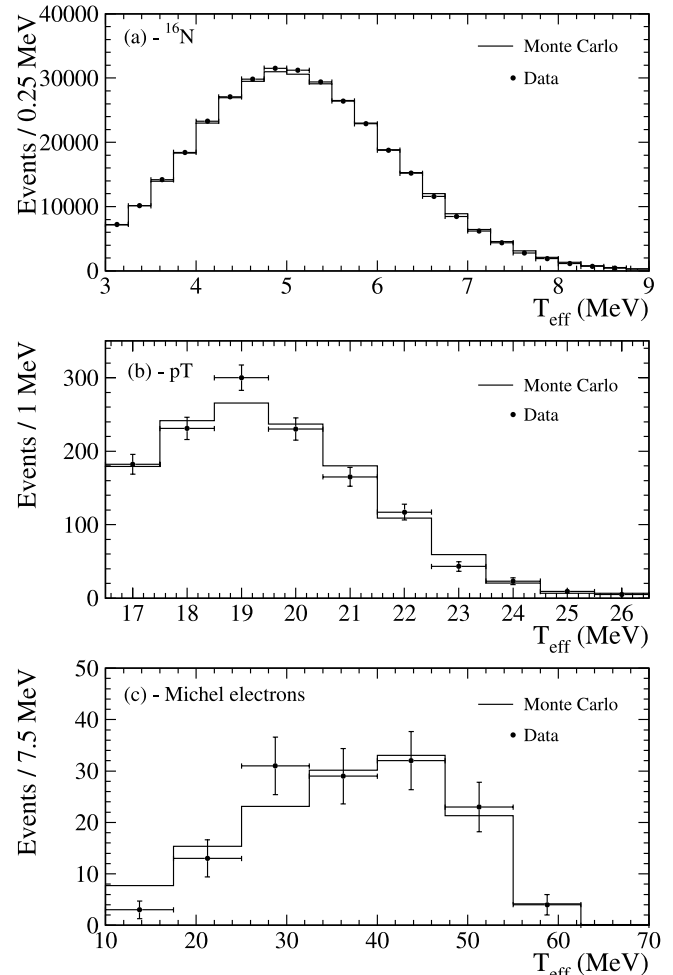 40000
(a) - ¹⁶N
Monte Carlo
Data
30000
20000
10000
0
Events / 0.25 MeV
3 4 5 6 7 8 9
T_eff (MeV)
(b) - pT
Monte Carlo
Data
300
200
100
0
Events / 1 MeV
17 18 19 20 21 22 23 24 25 26
T_eff (MeV)
50
(c) - Michel electrons
Monte Carlo
Data
40
30
20
10
0
Events / 7.5 MeV
10 20 30 40 50 60 70
T_eff (MeV)